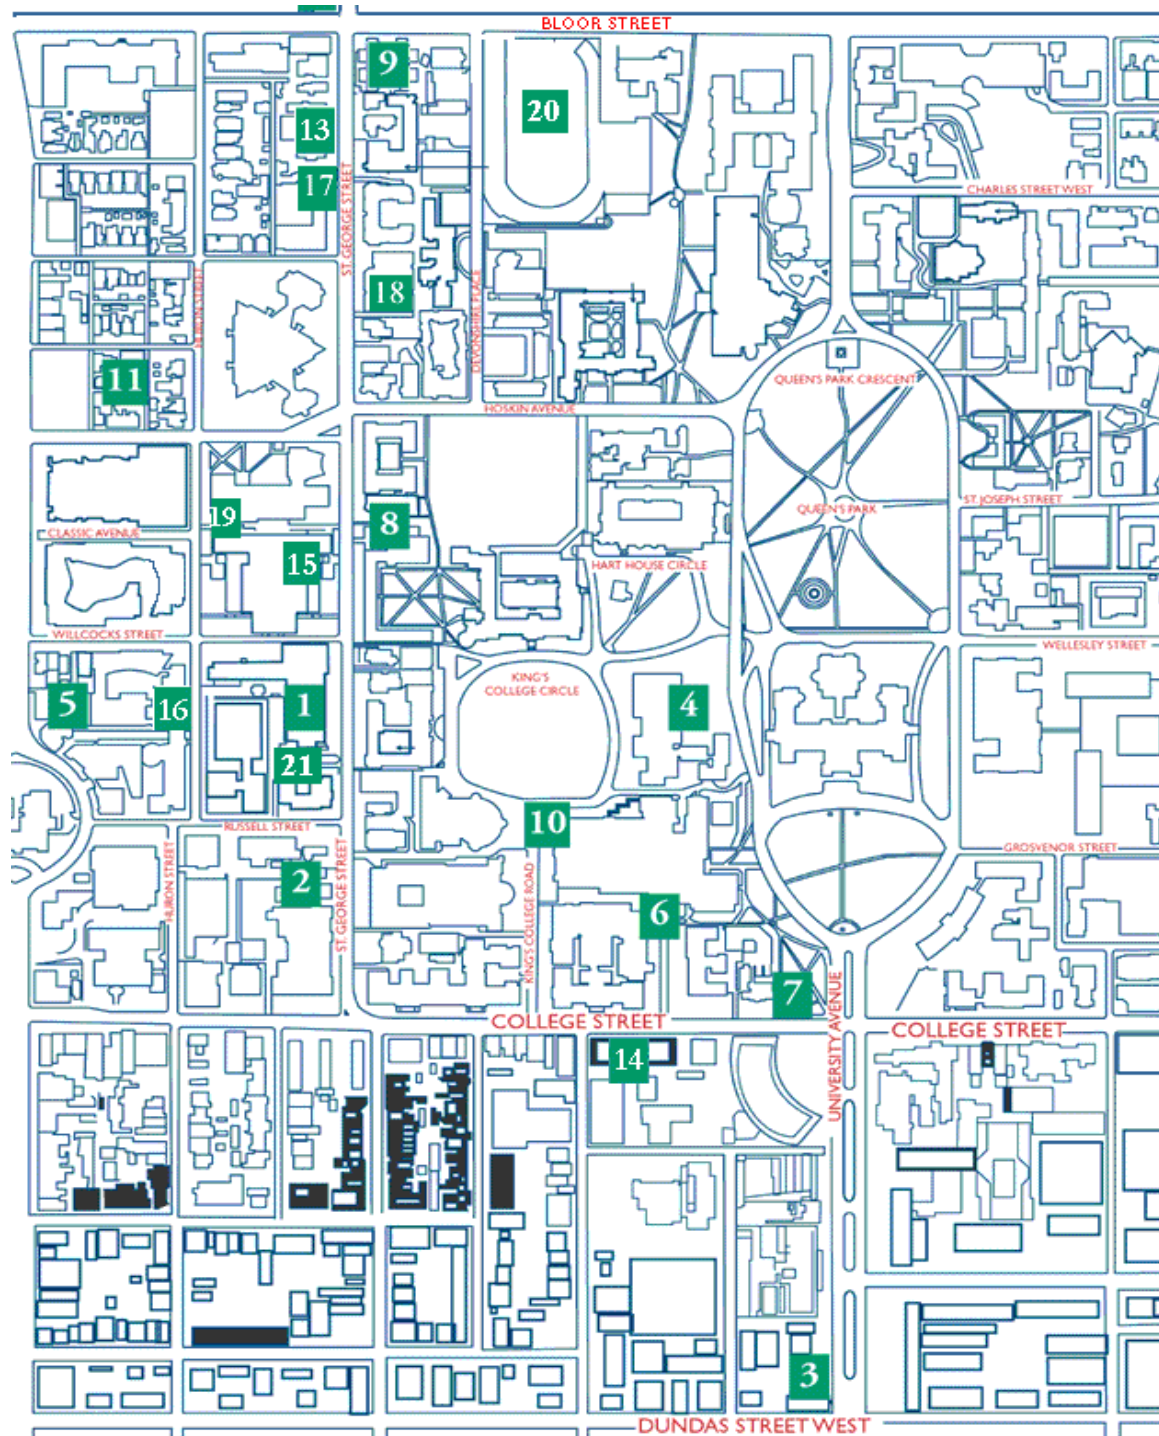 BLOOR STREET
9
20
13
17
ST. GEORGE STREET
CHARLES STREET WEST
18
HURON STREET
DEVONSHIRE PLACE
11
QUEEN'S PARK CRESCENT
HOSKIN AVENUE
19
8
ST. JOSEPH STREET
QUEEN'S PARK
CLASSIC AVENUE
15
HART HOUSE CIRCLE
WILLCOCKS STREET
WELLESLEY STREET
KING'S
COLLEGE CIRCLE
5
16
1
4
21
RUSSELL STREET
10
GROSVENOR STREET
HURON STREET
2
ST. GEORGE STREET
KING'S COLLEGE ROAD
6
7
UNIVERSITY AVENUE
COLLEGE STREET
COLLEGE STREET
14
3
DUNDAS STREET WEST